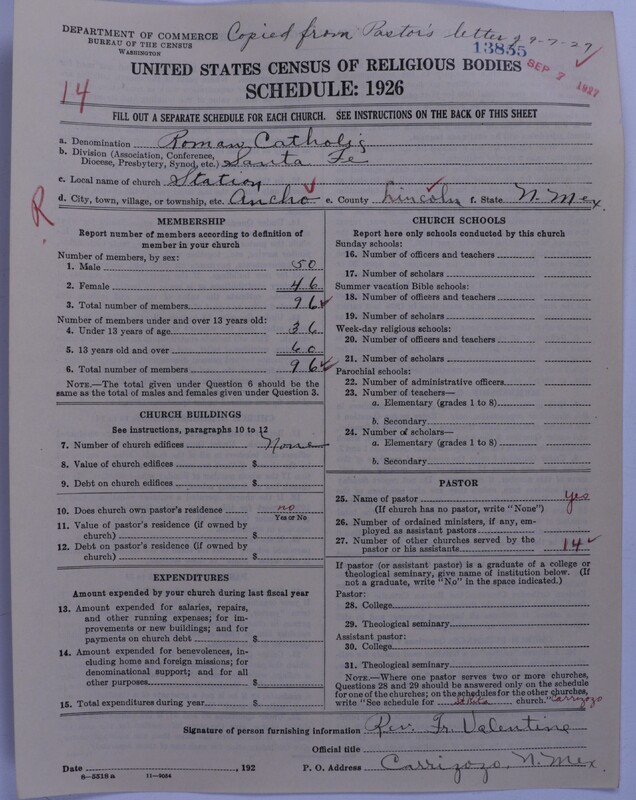 DEPARTMENT OF COMMERCE
BUREAU OF THE CENSUS
WASHINGTON
Copied from Pastor's letter of 9-7-27
13855
SEP 7 1927
UNITED STATES CENSUS OF RELIGIOUS BODIES
SCHEDULE: 1926
14
FILL OUT A SEPARATE SCHEDULE FOR EACH CHURCH. SEE INSTRUCTIONS ON THE BACK OF THIS SHEET
a. Denomination Roman Catholic
b. Division (Association, Conference,
Diocese, Presbytery, Synod, etc.) Santa Fe
c. Local name of church Station
d. City, town, village, or township, etc. Ancho e. County Lincoln f. State N. Mex.
R
MEMBERSHIP
Report number of members according to definition of
member in your church
Number of members, by sex:
1. Male 50
2. Female 46
3. Total number of members 96
Number of members under and over 13 years old:
4. Under 13 years of age 36
5. 13 years old and over 60
6. Total number of members 96
NOTE.—The total given under Question 6 should be
same as the total of males and females given under Question 3.
CHURCH BUILDINGS
See instructions, paragraphs 10 to 12
7. Number of church edifices None
8. Value of church edifices $
9. Debt on church edifices $
10. Does church own pastor's residence no
Yes or No
11. Value of pastor's residence (if owned by
church) $
12. Debt on pastor's residence (if owned by
church) $
EXPENDITURES
Amount expended by your church during last fiscal year
13. Amount expended for salaries, repairs,
and other running expenses; for im-
provements or new buildings; and for
payments on church debt $
14. Amount expended for benevolences, in-
cluding home and foreign missions; for
denominational support; and for all
other purposes $
15. Total expenditures during year $
CHURCH SCHOOLS
Report here only schools conducted by this church
Sunday schools:
16. Number of officers and teachers
17. Number of scholars
Summer vacation Bible schools:
18. Number of officers and teachers
19. Number of scholars
Week-day religious schools:
20. Number of officers and teachers
21. Number of scholars
Parochial schools:
22. Number of administrative officers
23. Number of teachers—
a. Elementary (grades 1 to 8)
b. Secondary
24. Number of scholars—
a. Elementary (grades 1 to 8)
b. Secondary
PASTOR
25. Name of pastor Yes
(If church has no pastor, write "None")
26. Number of ordained ministers, if any, em-
ployed as assistant pastors
27. Number of other churches served by the
pastor or his assistants 14
If pastor (or assistant pastor) is a graduate of a college or
theological seminary, give name of institution below. (If
not a graduate, write "No" in the space indicated.)
Pastor:
28. College
29. Theological seminary
Assistant pastor:
30. College
31. Theological seminary
NOTE.—Where one pastor serves two or more churches,
Questions 28 and 29 should be answered only on the schedule
for one of the churches; on the schedules for the other churches,
write "See schedule for St Rita church." Carrizozo
Signature of person furnishing information Rev. Fr. Valentine
Official title
Date , 192 P. O. Address Carrizozo, N. Mex
8—5518 a 11—9684